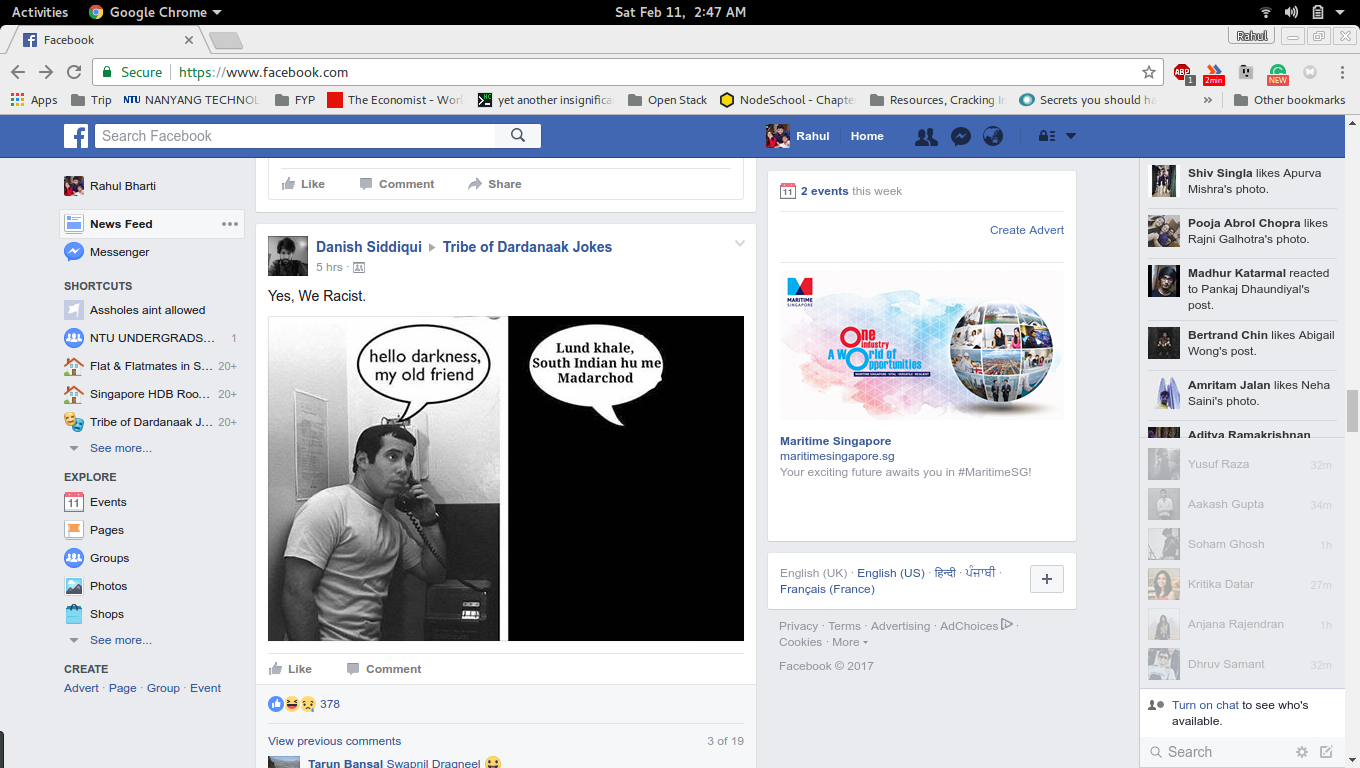 Activities
Google Chrome
Sat Feb 11, 2:47 AM
Facebook
Rahul
Secure
https://www.facebook.com
ABP
1
2min
NEW
Apps
Trip
NTU NANYANG TECHNOL
FYP
The Economist - Worl
yet another insignifica
Open Stack
NodeSchool - Chapte
Resources, Cracking I
Secrets you should ha
»
Other bookmarks
Search Facebook
Rahul
Home
Rahul Bharti
News Feed
Messenger
SHORTCUTS
Assholes aint allowed
NTU UNDERGRADS... 1
Flat & Flatmates in S... 20+
Singapore HDB Roo... 20+
Tribe of Dardanaak J... 20+
See more...
EXPLORE
Events
Pages
Groups
Photos
Shops
See more...
CREATE
Advert · Page · Group · Event
Like Comment Share
Danish Siddiqui Tribe of Dardanaak Jokes
5 hrs ·
Yes, We Racist.
hello darkness,
my old friend
Lund khale,
South Indian hu me
Madarchod
Like Comment
378
View previous comments 3 of 19
Tarun Bansal Swapnil Dragneel
11
2 events this week
Create Advert
MARITIME
SINGAPORE
One
industry
A World of
Opportunities
Maritime Singapore
maritimesingapore.sg
Your exciting future awaits you in #MaritimeSG!
English (UK) · English (US) · हिन्दी · ਪੰਜਾਬੀ ·
Français (France)
Privacy · Terms · Advertising · AdChoices ·
Cookies · More
Facebook © 2017
Shiv Singla likes Apurva
Mishra's photo.
Pooja Abrol Chopra likes
Rajni Galhotra's photo.
Madhur Katarmal reacted
to Pankaj Dhaundiyal's
post.
Bertrand Chin likes Abigail
Wong's post.
Amritam Jalan likes Neha
Saini's photo.
Aditya Ramakrishnan
Yusuf Raza 32m
Aakash Gupta 34m
Soham Ghosh 1h
Kritika Datar 27m
Anjana Rajendran 1h
Dhruv Samant 32m
Turn on chat to see who's
available.
Search